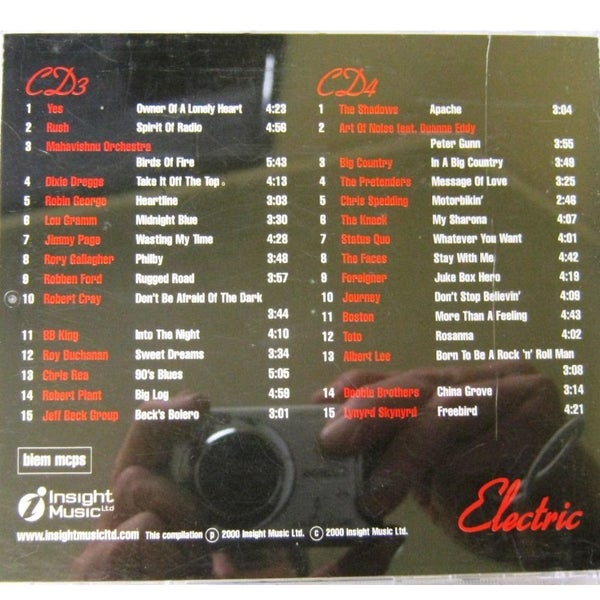 CD3
1 Yes Owner Of A Lonely Heart 4:23
2 Rush Spirit Of Radio 4:56
3 Mahavishnu Orchestra
Birds Of Fire 5:43
4 Dixie Dreggs Take It Off The Top 4:13
5 Robin George Heartline 3:03
6 Lou Gramm Midnight Blue 3:30
7 Jimmy Page Wasting My Time 4:28
8 Rory Gallagher Philby 3:48
9 Robben Ford Rugged Road 3:57
10 Robert Cray Don't Be Afraid Of The Dark
3:44
11 BB King Into The Night 4:10
12 Roy Buchanan Sweet Dreams 3:34
13 Chris Rea 90's Blues 5:05
14 Robert Plant Big Log 4:59
15 Jeff Beck Group Beck's Bolero 3:01
CD4
1 The Shadows Apache 3:04
2 Art Of Noise feat. Duanne Eddy
Peter Gunn 3:55
3 Big Country In A Big Country 3:49
4 The Pretenders Message Of Love 3:25
5 Chris Spedding Motorbikin' 2:46
6 The Knack My Sharona 4:07
7 Status Quo Whatever You Want 4:01
8 The Faces Stay With Me 4:42
9 Foreigner Juke Box Hero 4:19
10 Journey Don't Stop Believin' 4:09
11 Boston More Than A Feeling 4:43
12 Toto Rosanna 4:02
13 Albert Lee Born To Be A Rock 'n' Roll Man
3:08
14 Doobie Brothers China Grove 3:14
15 Lynyrd Skynyrd Freebird 4:21
biem mcps
Insight
Music Ltd
www.insightmusicltd.com This compilation (p) 2000 Insight Music Ltd. (c) 2000 Insight Music Ltd.
Electric